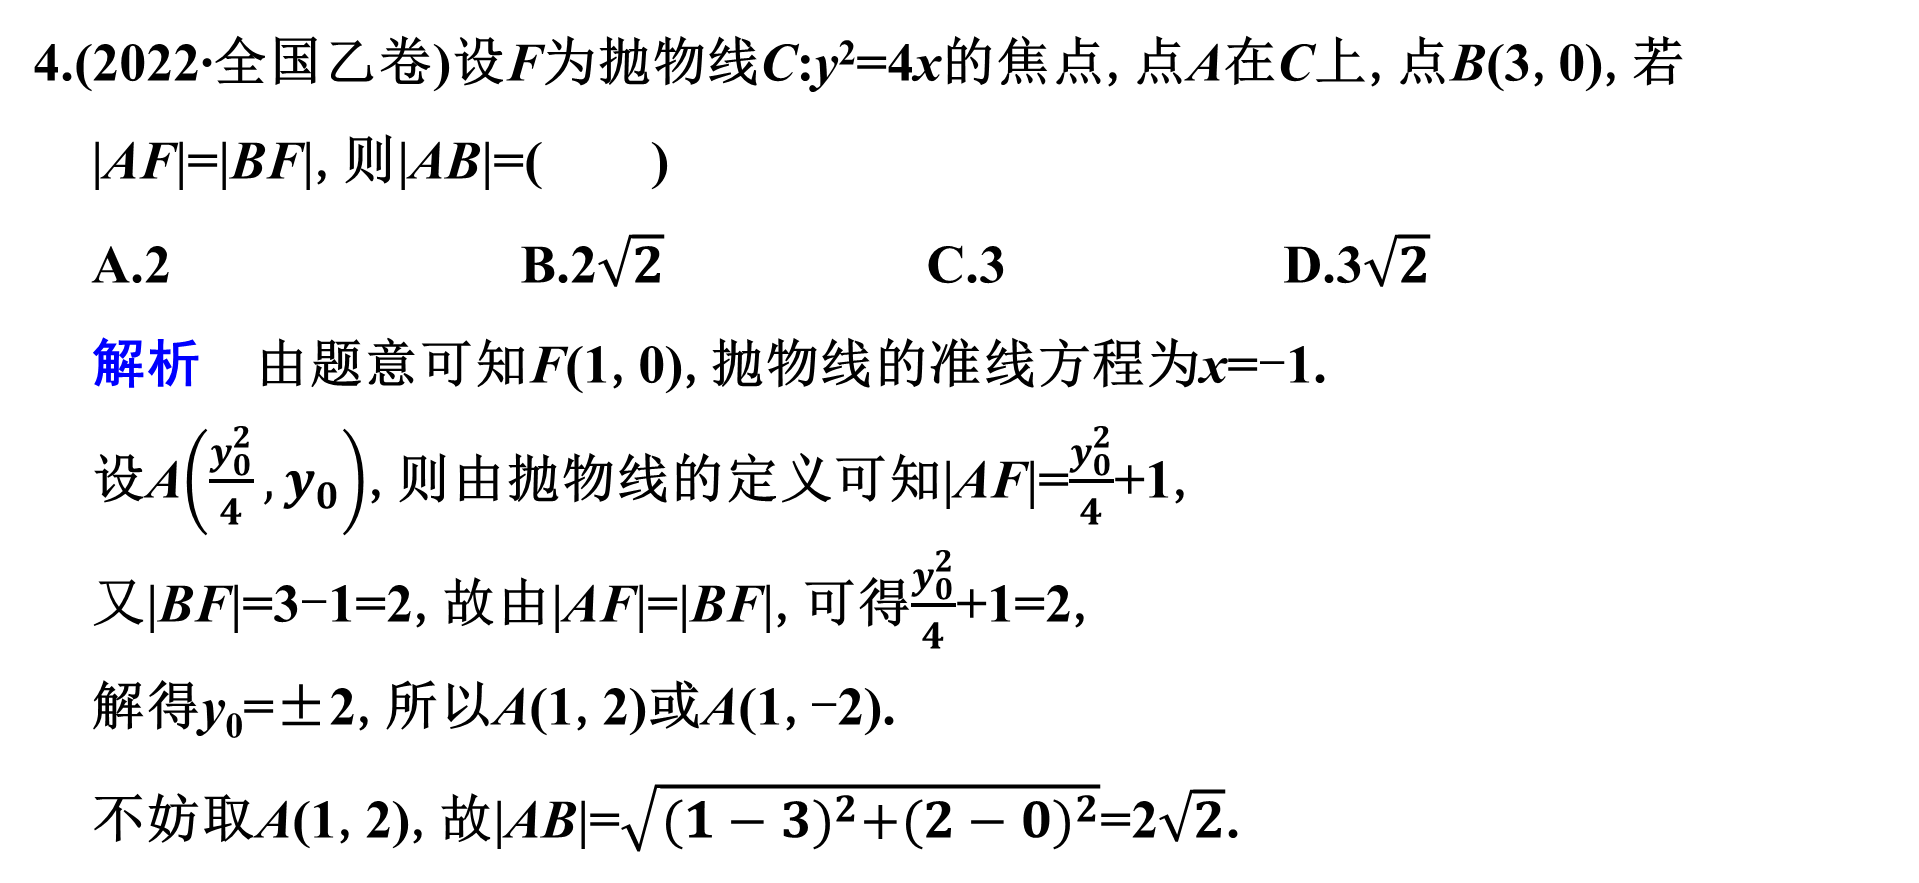 4.(2022·全国乙卷)设F为抛物线C:y²=4x的焦点, 点A在C上, 点B(3, 0), 若
|AF|=|BF|, 则|AB|=(    )
A.2    B.2√2    C.3    D.3√2
解析 由题意可知F(1, 0), 抛物线的准线方程为x=−1.
设A(y₀²/4, y₀), 则由抛物线的定义可知|AF|=y₀²/4+1,
又|BF|=3−1=2, 故由|AF|=|BF|, 可得y₀²/4+1=2,
解得y₀=±2, 所以A(1, 2)或A(1, −2).
不妨取A(1, 2), 故|AB|=√((1 − 3)²+(2 − 0)²)=2√2.